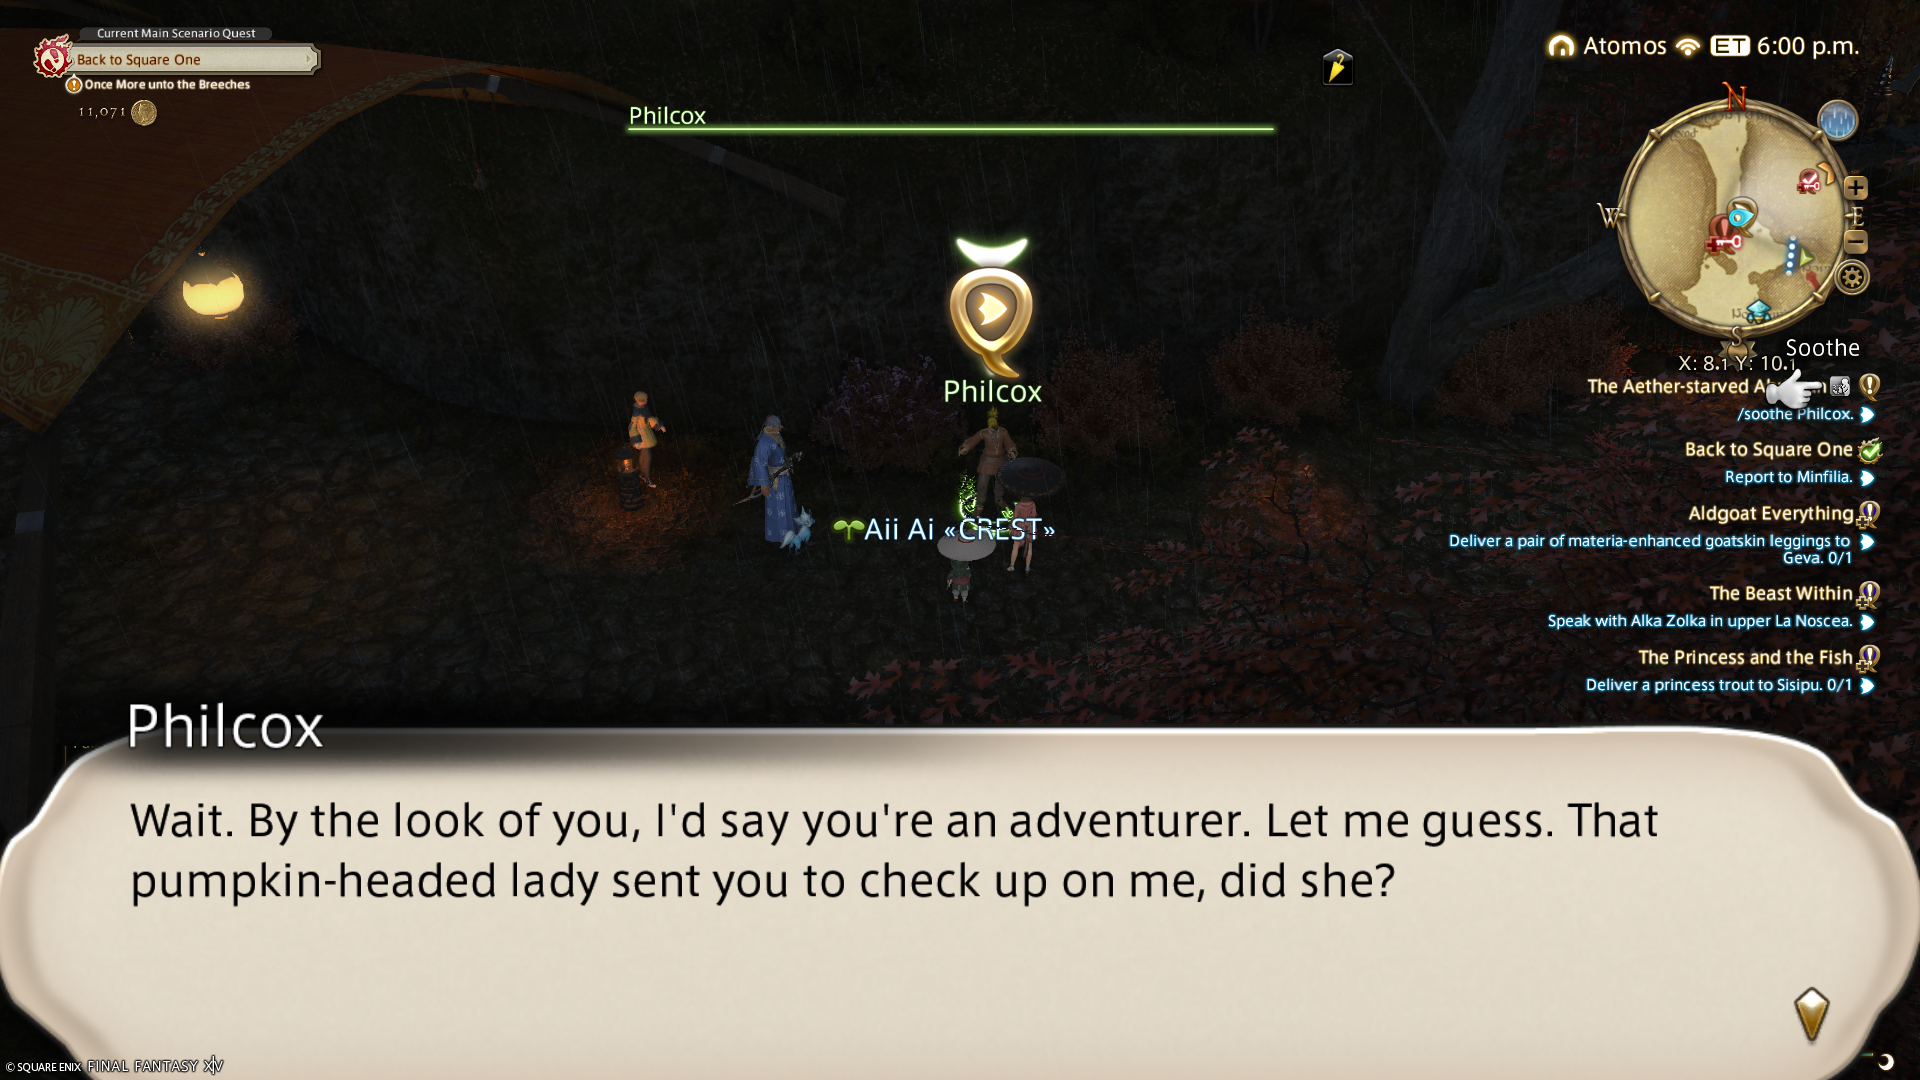 Current Main Scenario Quest
Back to Square One
Once More unto the Breeches
11,071
Philcox
Atomos ET 6:00 p.m.
N
W
E
S
X: 8.1 Y: 10.1
Soothe
The Aether-starved
/soothe Philcox.
Back to Square One
Report to Minfilia.
Aldgoat Everything
Deliver a pair of materia-enhanced goatskin leggings to
Geva. 0/1
The Beast Within
Speak with Alka Zolka in upper La Noscea.
The Princess and the Fish
Deliver a princess trout to Sisipu. 0/1
Philcox
Aii Ai «CREST»
Philcox
Wait. By the look of you, I'd say you're an adventurer. Let me guess. That
pumpkin-headed lady sent you to check up on me, did she?
© SQUARE ENIX FINAL FANTASY XIV